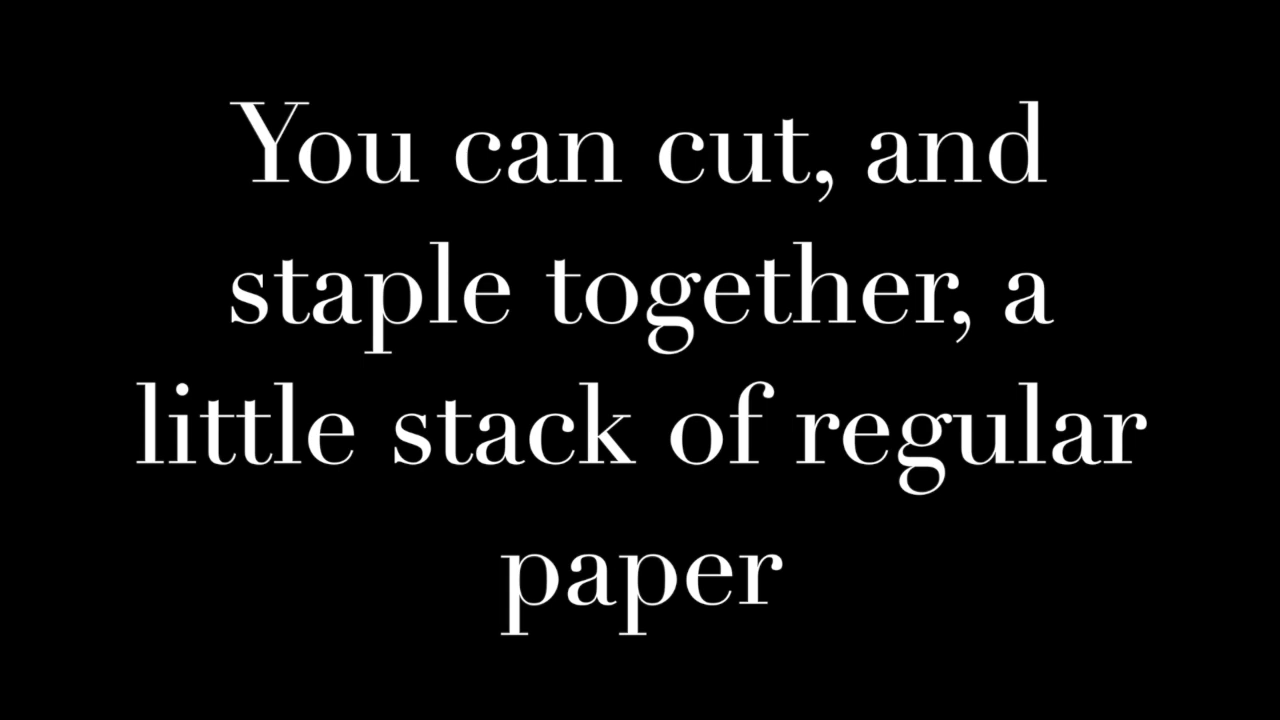 You can cut, and
staple together, a
little stack of regular
paper